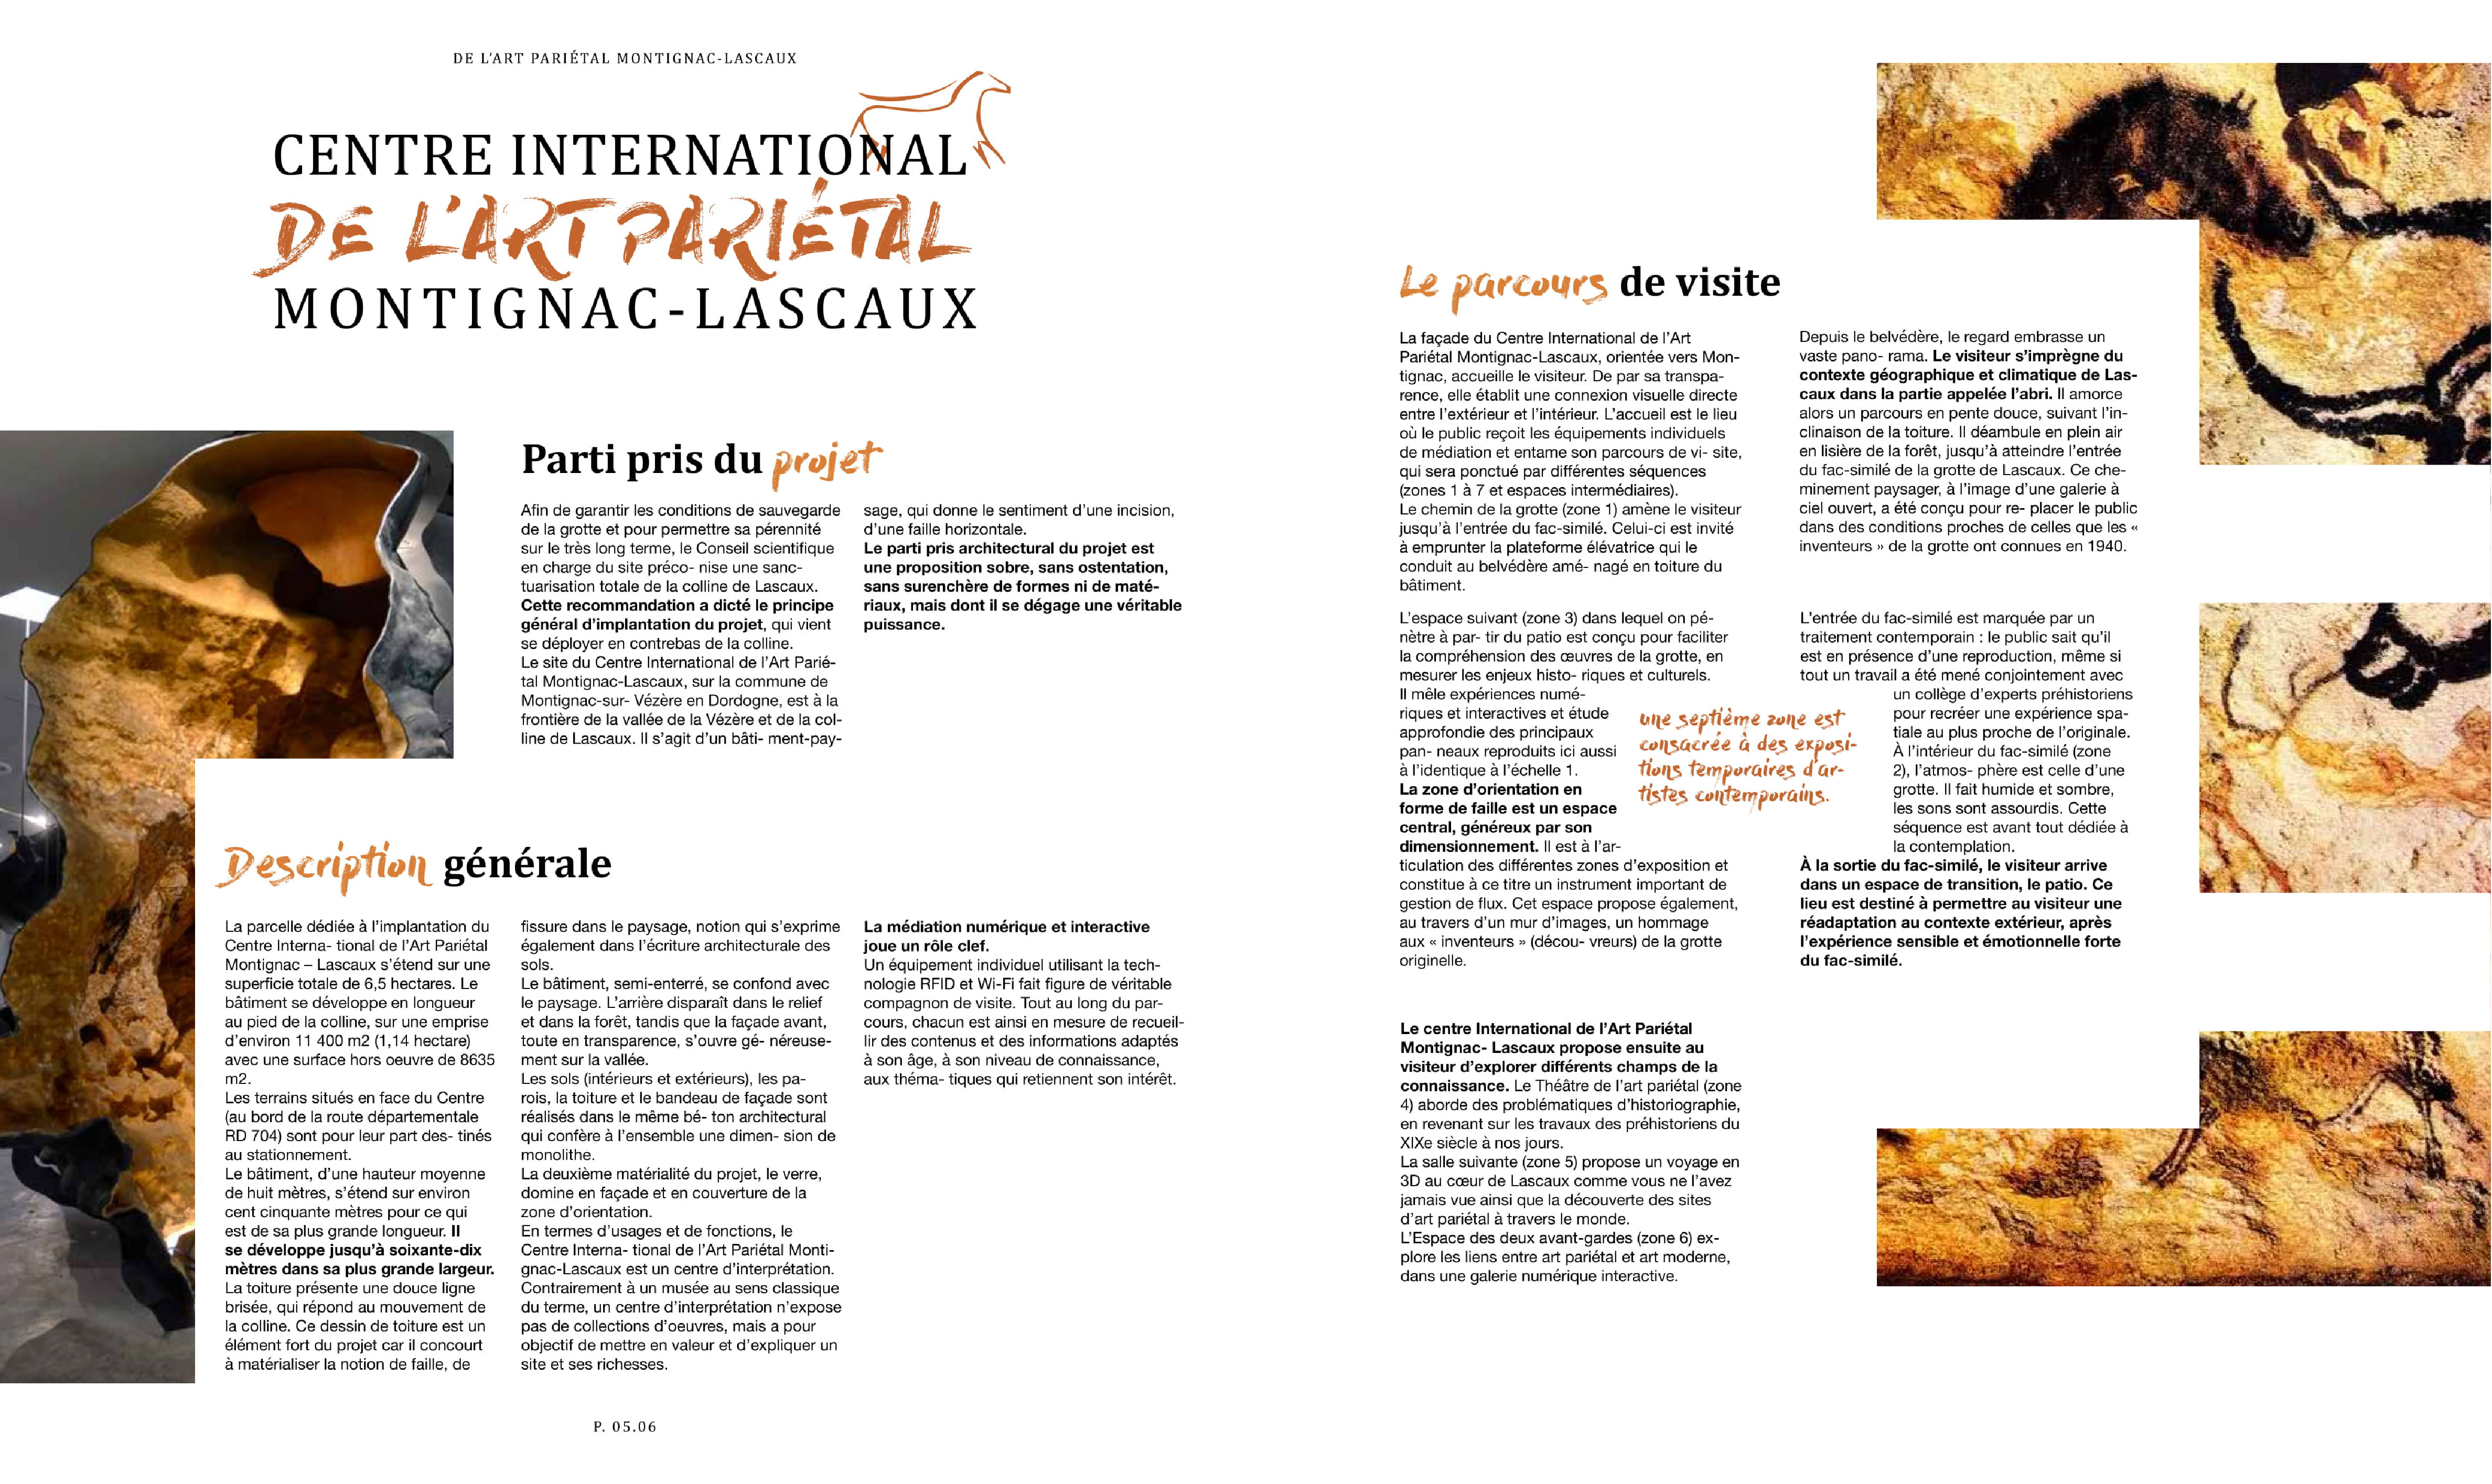 DE L'ART PARIÉTAL MONTIGNAC-LASCAUX
CENTRE INTERNATIONAL
DE L'ART PARIÉTAL
MONTIGNAC-LASCAUX
Parti pris du projet
Afin de garantir les conditions de sauvegarde
de la grotte et pour permettre sa pérennité
sur le très long terme, le Conseil scientifique
en charge du site préco- nise une sanc-
tuarisation totale de la colline de Lascaux.
Cette recommandation a dicté le principe
général d'implantation du projet, qui vient
se déployer en contrebas de la colline.
Le site du Centre International de l'Art Parié-
tal Montignac-Lascaux, sur la commune de
Montignac-sur- Vézère en Dordogne, est à la
frontière de la vallée de la Vézère et de la col-
line de Lascaux. Il s'agit d'un bâti- ment-pay-
sage, qui donne le sentiment d'une incision,
d'une faille horizontale.
Le parti pris architectural du projet est
une proposition sobre, sans ostentation,
sans surenchère de formes ni de maté-
riaux, mais dont il se dégage une véritable
puissance.
Description générale
La parcelle dédiée à l'implantation du
Centre Interna- tional de l'Art Pariétal
Montignac – Lascaux s'étend sur une
superficie totale de 6,5 hectares. Le
bâtiment se développe en longueur
au pied de la colline, sur une emprise
d'environ 11 400 m2 (1,14 hectare)
avec une surface hors oeuvre de 8635
m2.
Les terrains situés en face du Centre
(au bord de la route départementale
RD 704) sont pour leur part des- tinés
au stationnement.
Le bâtiment, d'une hauteur moyenne
de huit mètres, s'étend sur environ
cent cinquante mètres pour ce qui
est de sa plus grande longueur. Il
se développe jusqu'à soixante-dix
mètres dans sa plus grande largeur.
La toiture présente une douce ligne
brisée, qui répond au mouvement de
la colline. Ce dessin de toiture est un
élément fort du projet car il concourt
à matérialiser la notion de faille, de
fissure dans le paysage, notion qui s'exprime
également dans l'écriture architecturale des
sols.
Le bâtiment, semi-enterré, se confond avec
le paysage. L'arrière disparaît dans le relief
et dans la forêt, tandis que la façade avant,
toute en transparence, s'ouvre gé- néreuse-
ment sur la vallée.
Les sols (intérieurs et extérieurs), les pa-
rois, la toiture et le bandeau de façade sont
réalisés dans le même bé- ton architectural
qui confère à l'ensemble une dimen- sion de
monolithe.
La deuxième matérialité du projet, le verre,
domine en façade et en couverture de la
zone d'orientation.
En termes d'usages et de fonctions, le
Centre Interna- tional de l'Art Pariétal Monti-
gnac-Lascaux est un centre d'interprétation.
Contrairement à un musée au sens classique
du terme, un centre d'interprétation n'expose
pas de collections d'oeuvres, mais a pour
objectif de mettre en valeur et d'expliquer un
site et ses richesses.
La médiation numérique et interactive
joue un rôle clef.
Un équipement individuel utilisant la tech-
nologie RFID et Wi-Fi fait figure de véritable
compagnon de visite. Tout au long du par-
cours, chacun est ainsi en mesure de recueil-
lir des contenus et des informations adaptés
à son âge, à son niveau de connaissance,
aux théma- tiques qui retiennent son intérêt.
P. 05.06
Le parcours de visite
La façade du Centre International de l'Art
Pariétal Montignac-Lascaux, orientée vers Mon-
tignac, accueille le visiteur. De par sa transpa-
rence, elle établit une connexion visuelle directe
entre l'extérieur et l'intérieur. L'accueil est le lieu
où le public reçoit les équipements individuels
de médiation et entame son parcours de vi- site,
qui sera ponctué par différentes séquences
(zones 1 à 7 et espaces intermédiaires).
Le chemin de la grotte (zone 1) amène le visiteur
jusqu'à l'entrée du fac-similé. Celui-ci est invité
à emprunter la plateforme élévatrice qui le
conduit au belvédère amé- nagé en toiture du
bâtiment.
Depuis le belvédère, le regard embrasse un
vaste pano- rama. Le visiteur s'imprègne du
contexte géographique et climatique de Las-
caux dans la partie appelée l'abri. Il amorce
alors un parcours en pente douce, suivant l'in-
clinaison de la toiture. Il déambule en plein air
en lisière de la forêt, jusqu'à atteindre l'entrée
du fac-similé de la grotte de Lascaux. Ce che-
minement paysager, à l'image d'une galerie à
ciel ouvert, a été conçu pour re- placer le public
dans des conditions proches de celles que les «
inventeurs » de la grotte ont connues en 1940.
L'espace suivant (zone 3) dans lequel on pé-
nètre à par- tir du patio est conçu pour faciliter
la compréhension des œuvres de la grotte, en
mesurer les enjeux histo- riques et culturels.
Il mêle expériences numé-
riques et interactives et étude
approfondie des principaux
pan- neaux reproduits ici aussi
à l'identique à l'échelle 1.
La zone d'orientation en
forme de faille est un espace
central, généreux par son
dimensionnement. Il est à l'ar-
ticulation des différentes zones d'exposition et
constitue à ce titre un instrument important de
gestion de flux. Cet espace propose également,
au travers d'un mur d'images, un hommage
aux « inventeurs » (décou- vreurs) de la grotte
originelle.
une septième zone est
consacrée à des exposi-
tions temporaires d'ar-
tistes contemporains.
L'entrée du fac-similé est marquée par un
traitement contemporain : le public sait qu'il
est en présence d'une reproduction, même si
tout un travail a été mené conjointement avec
un collège d'experts préhistoriens
pour recréer une expérience spa-
tiale au plus proche de l'originale.
À l'intérieur du fac-similé (zone
2), l'atmos- phère est celle d'une
grotte. Il fait humide et sombre,
les sons sont assourdis. Cette
séquence est avant tout dédiée à
la contemplation.
À la sortie du fac-similé, le visiteur arrive
dans un espace de transition, le patio. Ce
lieu est destiné à permettre au visiteur une
réadaptation au contexte extérieur, après
l'expérience sensible et émotionnelle forte
du fac-similé.
Le centre International de l'Art Pariétal
Montignac- Lascaux propose ensuite au
visiteur d'explorer différents champs de la
connaissance. Le Théâtre de l'art pariétal (zone
4) aborde des problématiques d'historiographie,
en revenant sur les travaux des préhistoriens du
XIXe siècle à nos jours.
La salle suivante (zone 5) propose un voyage en
3D au cœur de Lascaux comme vous ne l'avez
jamais vue ainsi que la découverte des sites
d'art pariétal à travers le monde.
L'Espace des deux avant-gardes (zone 6) ex-
plore les liens entre art pariétal et art moderne,
dans une galerie numérique interactive.